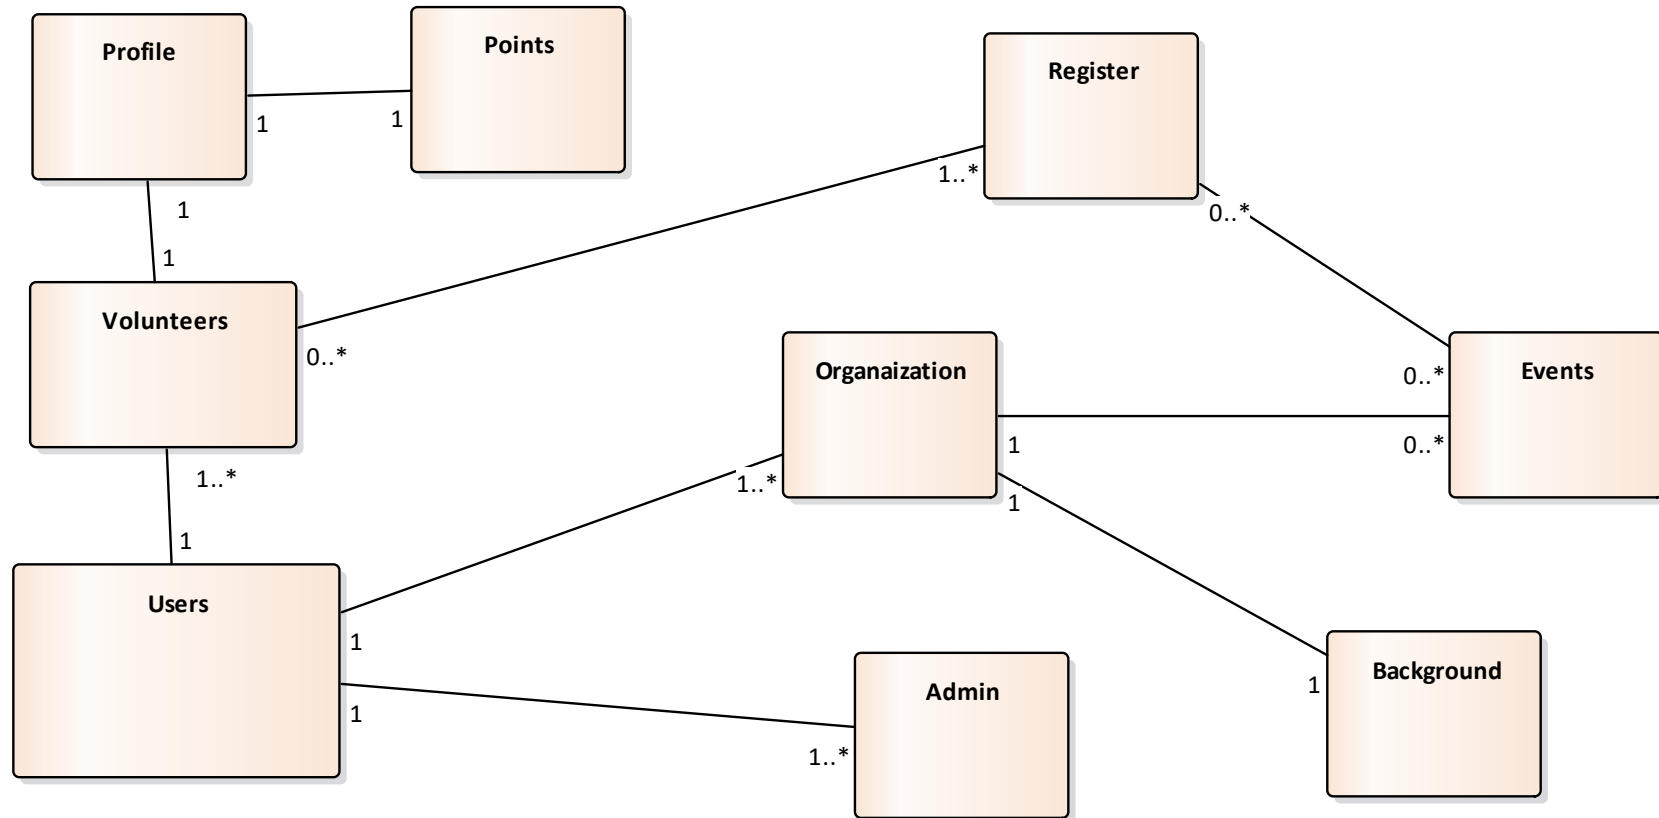 Profile
Points
Register
1
1
1..*
0..*
1
1
Volunteers
0..*
Organaization
Events
0..*
1
0..*
1..*
1..*
1
1
1
Users
1
Background
1
Admin
1
1..*